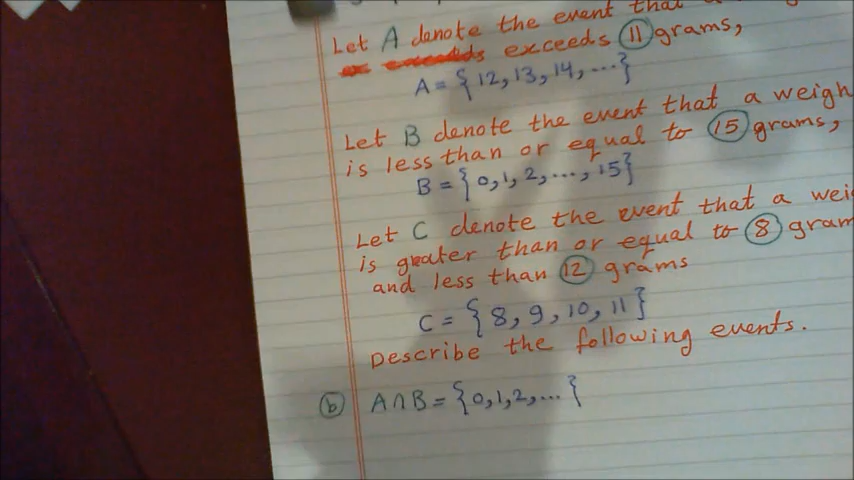 Let A denote the event that a
exceeds exceeds 11 grams,
A = {12, 13, 14, ...}
Let B denote the event that a weigh
is less than or equal to 15 grams,
B = {0, 1, 2, ..., 15}
Let C denote the event that a wei
is greater than or equal to 8 gram
and less than 12 grams
C = {8, 9, 10, 11}
Describe the following events.
(b) A∩B = {0, 1, 2, ... {